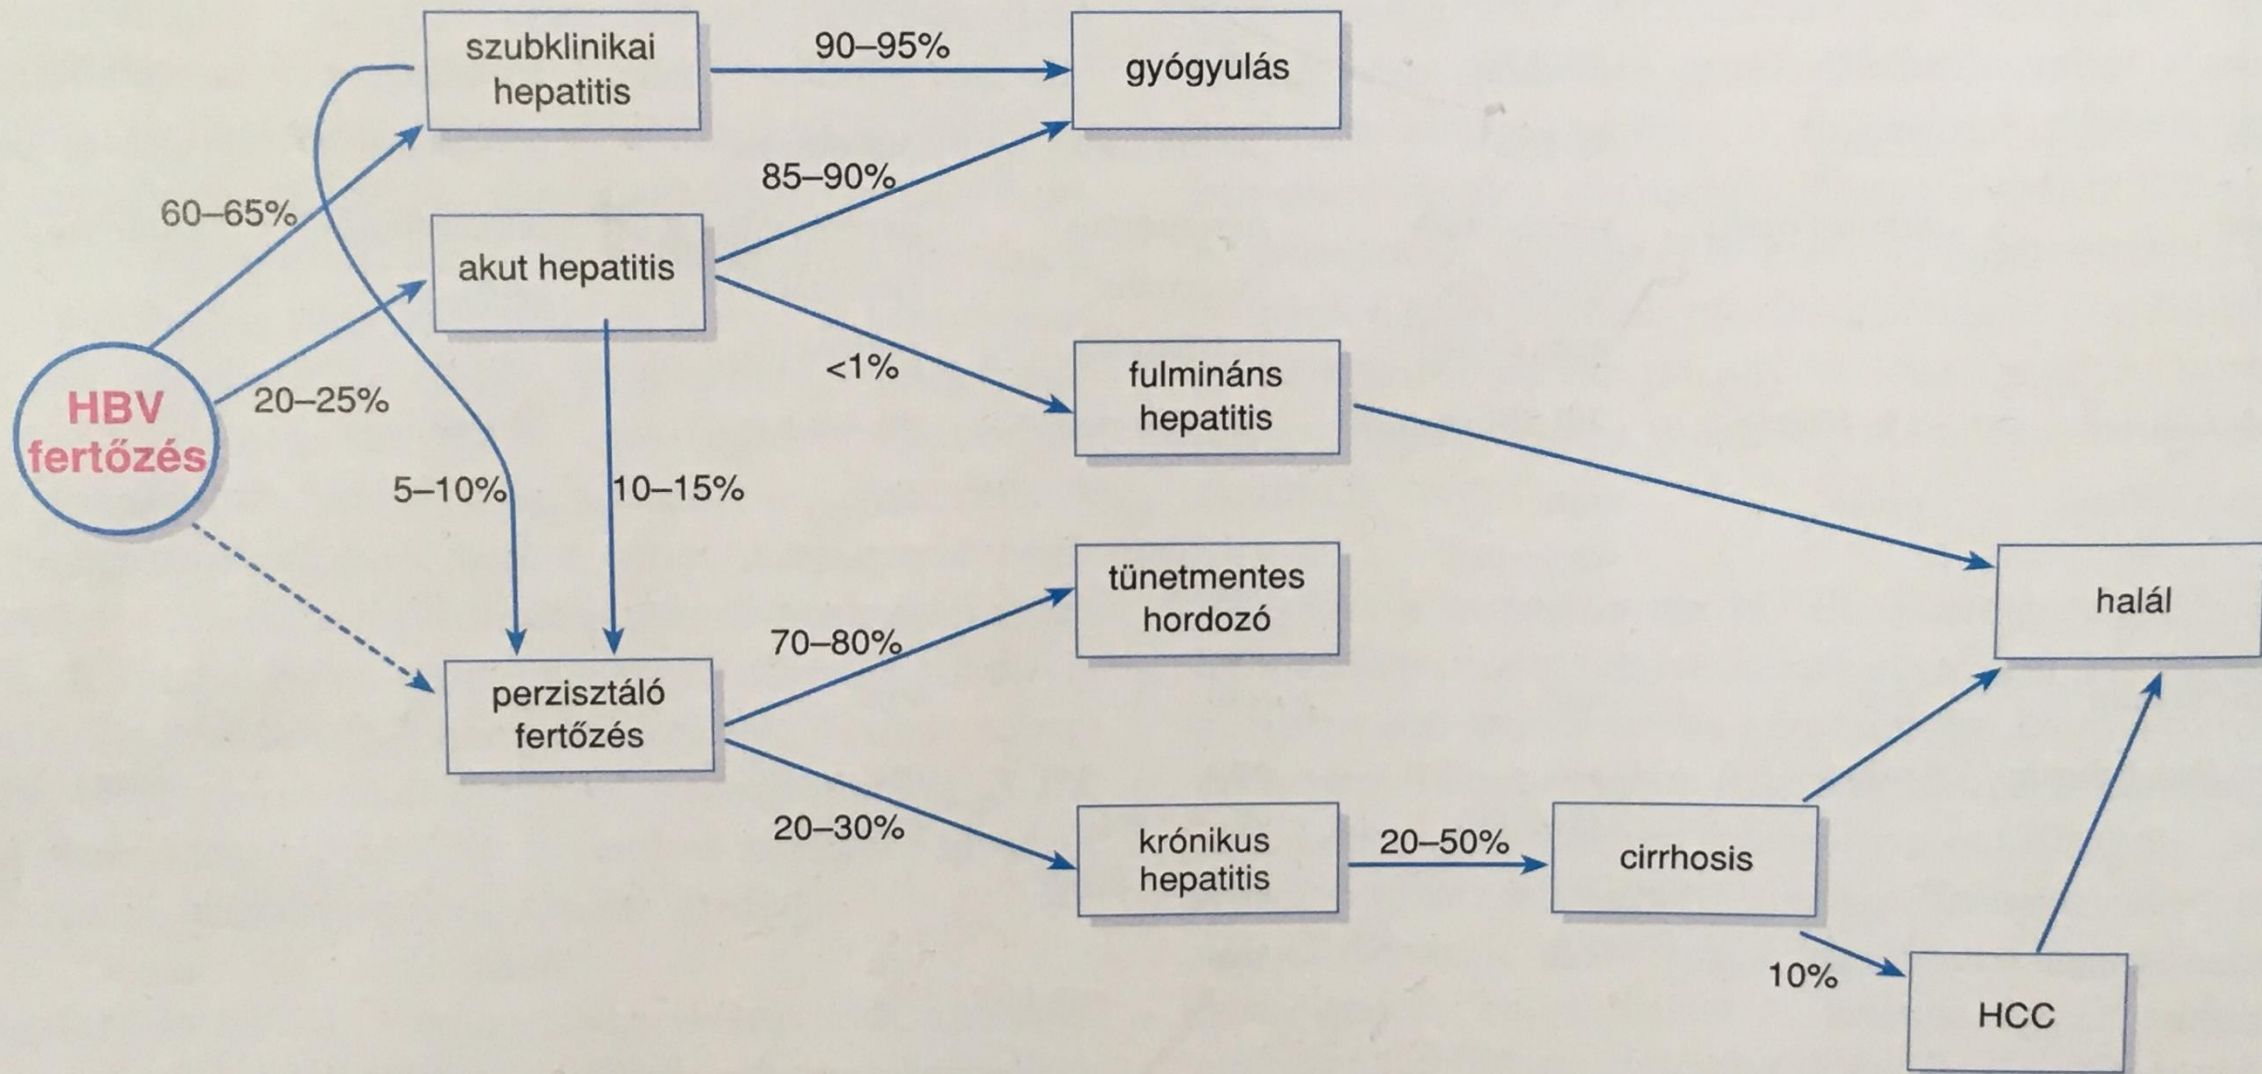 szubklinikai
hepatitis
90–95%
gyógyulás
85–90%
60–65%
akut hepatitis
<1%
fulmináns
hepatitis
20–25%
HBV
fertőzés
5–10%
10–15%
tünetmentes
hordozó
halál
70–80%
perzisztáló
fertőzés
20–30%
krónikus
hepatitis
20–50%
cirrhosis
10%
HCC